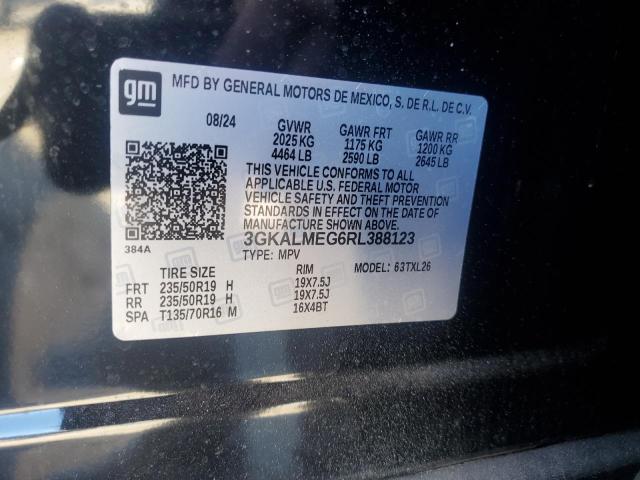 gm
MFD BY GENERAL MOTORS DE MEXICO, S. DE R.L. DE C.V.
08/24 GVWR GAWR FRT GAWR RR
2025 KG 1175 KG 1200 KG
4464 LB 2590 LB 2645 LB
THIS VEHICLE CONFORMS TO ALL
APPLICABLE U.S. FEDERAL MOTOR
VEHICLE SAFETY AND THEFT PREVENTION
STANDARDS IN EFFECT ON THE DATE OF
MANUFACTURE SHOWN ABOVE.
384A 3GKALMEG6RL388123
TYPE: MPV MODEL: 63TXL26
TIRE SIZE RIM
FRT 235/50R19 H 19X7.5J
RR 235/50R19 H 19X7.5J
SPA T135/70R16 M 16X4BT